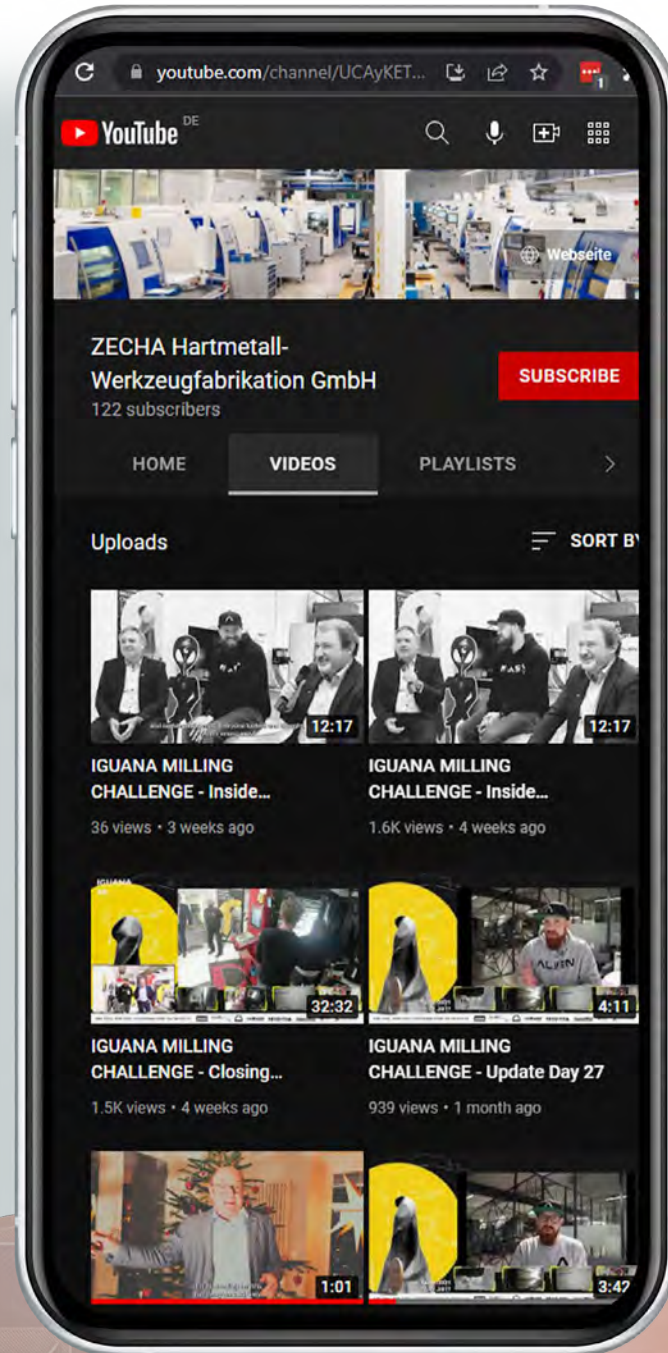 youtube.com/channel/UCAyKET...
1
YouTube DE
Webseite
ZECHA Hartmetall-
Werkzeugfabrikation GmbH
122 subscribers
SUBSCRIBE
HOME VIDEOS PLAYLISTS
Uploads
SORT BY
12:17
12:17
IGUANA MILLING
CHALLENGE - Inside...
36 views • 3 weeks ago
IGUANA MILLING
CHALLENGE - Inside...
1.6K views • 4 weeks ago
IGUANA
32:32
4:11
IGUANA MILLING
CHALLENGE - Closing...
1.5K views • 4 weeks ago
IGUANA MILLING
CHALLENGE - Update Day 27
939 views • 1 month ago
1:01
3:42